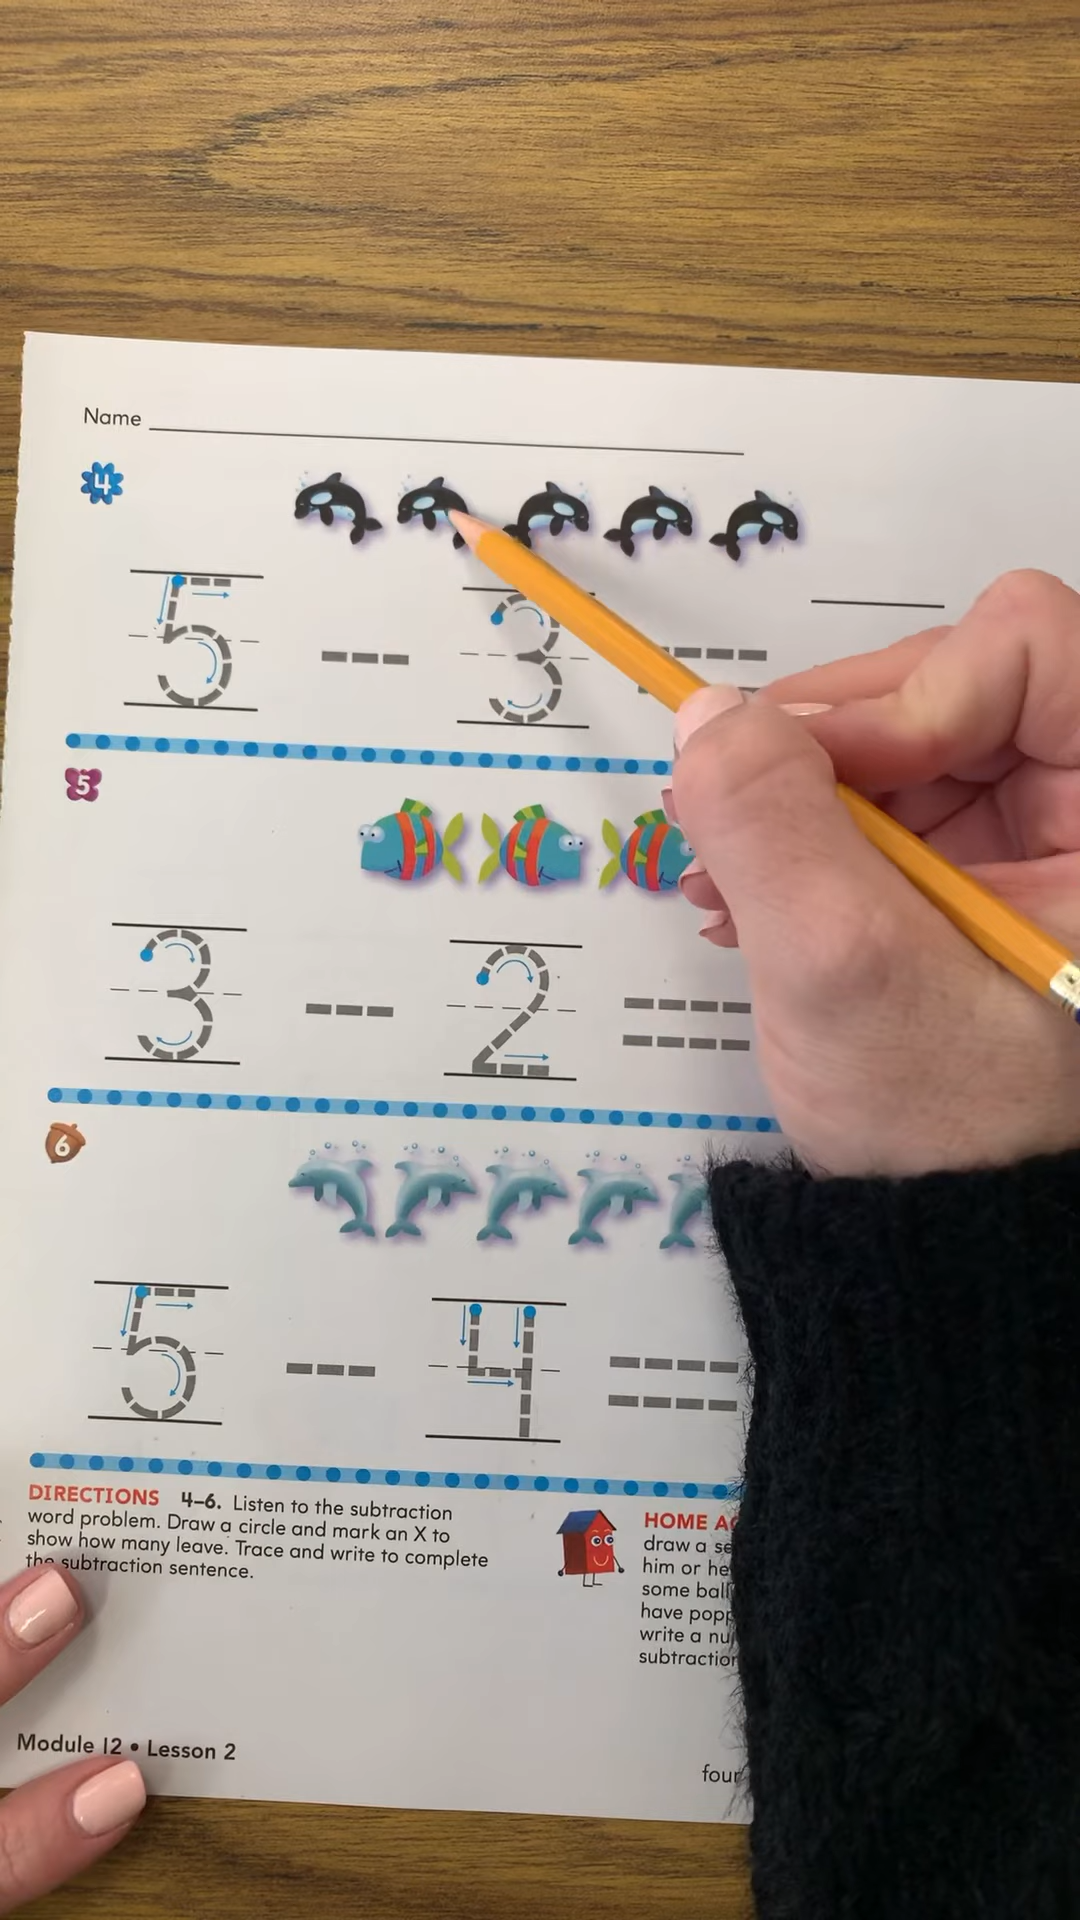 Name
4
5 - 3
5
3 - 2 =
6
5 - 4 =
DIRECTIONS 4–6. Listen to the subtraction
word problem. Draw a circle and mark an X to
show how many leave. Trace and write to complete
the subtraction sentence.
HOME
draw a
him or
some
have
write a
Module 12 • Lesson 2
four